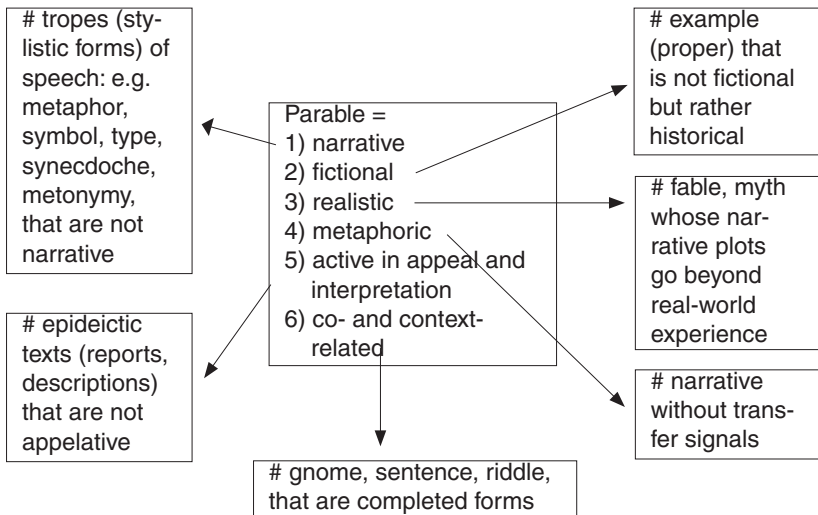 # tropes (sty-
listic forms) of
speech: e.g.
metaphor,
symbol, type,
synecdoche,
metonymy,
that are not
narrative
# epideictic
texts (reports,
descriptions)
that are not
appelative
Parable =
1) narrative
2) fictional
3) realistic
4) metaphoric
5) active in appeal and
interpretation
6) co- and context-
related
# gnome, sentence, riddle,
that are completed forms
# example
(proper) that
is not fictional
but rather
historical
# fable, myth
whose nar-
rative plots
go beyond
real-world
experience
# narrative
without trans-
fer signals